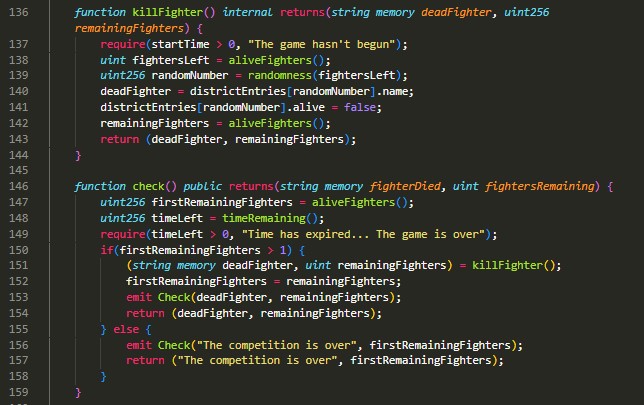 136 function killFighter() internal returns(string memory deadFighter, uint256
remainingFighters) {
137 require(startTime > 0, "The game hasn't begun");
138 uint fightersLeft = aliveFighters();
139 uint256 randomNumber = randomness(fightersLeft);
140 deadFighter = districtEntries[randomNumber].name;
141 districtEntries[randomNumber].alive = false;
142 remainingFighters = aliveFighters();
143 return (deadFighter, remainingFighters);
144 }
145
146 function check() public returns(string memory fighterDied, uint fightersRemaining) {
147 uint256 firstRemainingFighters = aliveFighters();
148 uint256 timeLeft = timeRemaining();
149 require(timeLeft > 0, "Time has expired... The game is over");
150 if(firstRemainingFighters > 1) {
151 (string memory deadFighter, uint remainingFighters) = killFighter();
152 firstRemainingFighters = remainingFighters;
153 emit Check(deadFighter, remainingFighters);
154 return (deadFighter, remainingFighters);
155 } else {
156 emit Check("The competition is over", firstRemainingFighters);
157 return ("The competition is over", firstRemainingFighters);
158 }
159 }